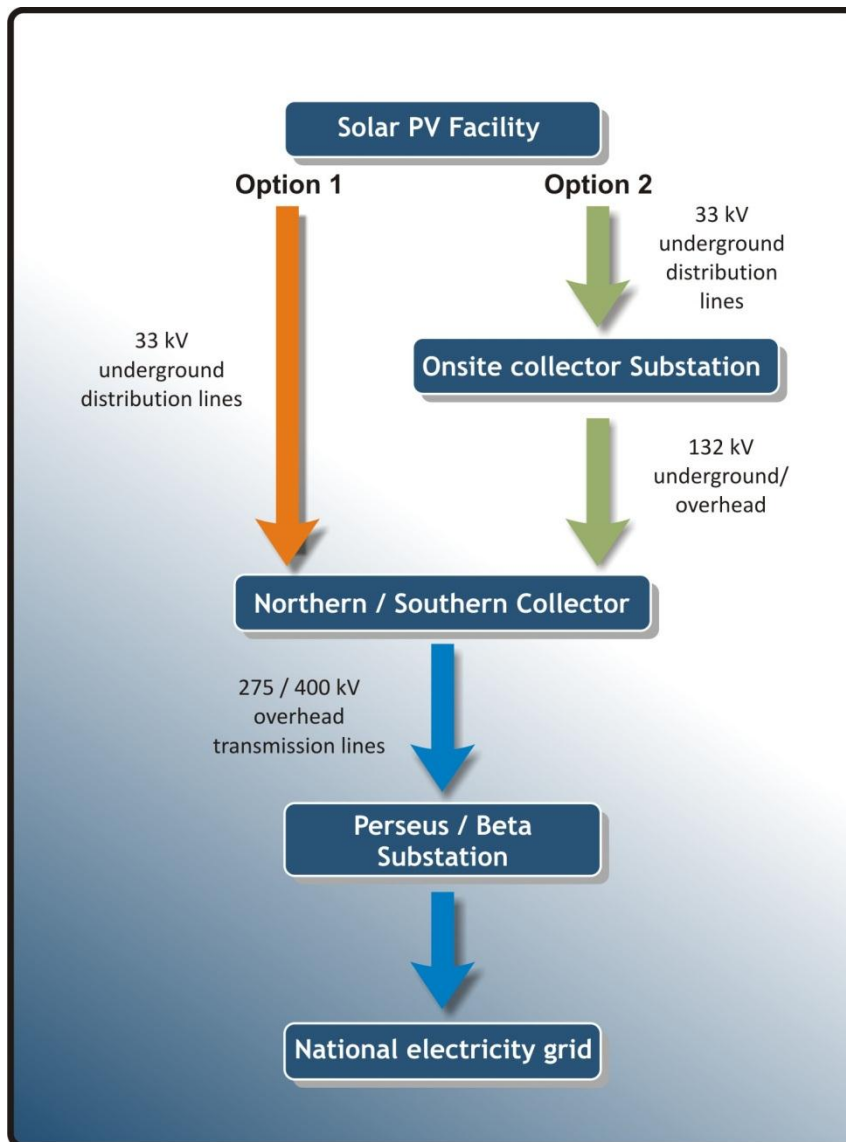 Solar PV Facility
Option 1
Option 2
33 kV
underground
distribution
lines
33 kV
underground
distribution lines
Onsite collector Substation
132 kV
underground/
overhead
Northern / Southern Collector
275 / 400 kV
overhead
transmission lines
Perseus / Beta
Substation
National electricity grid